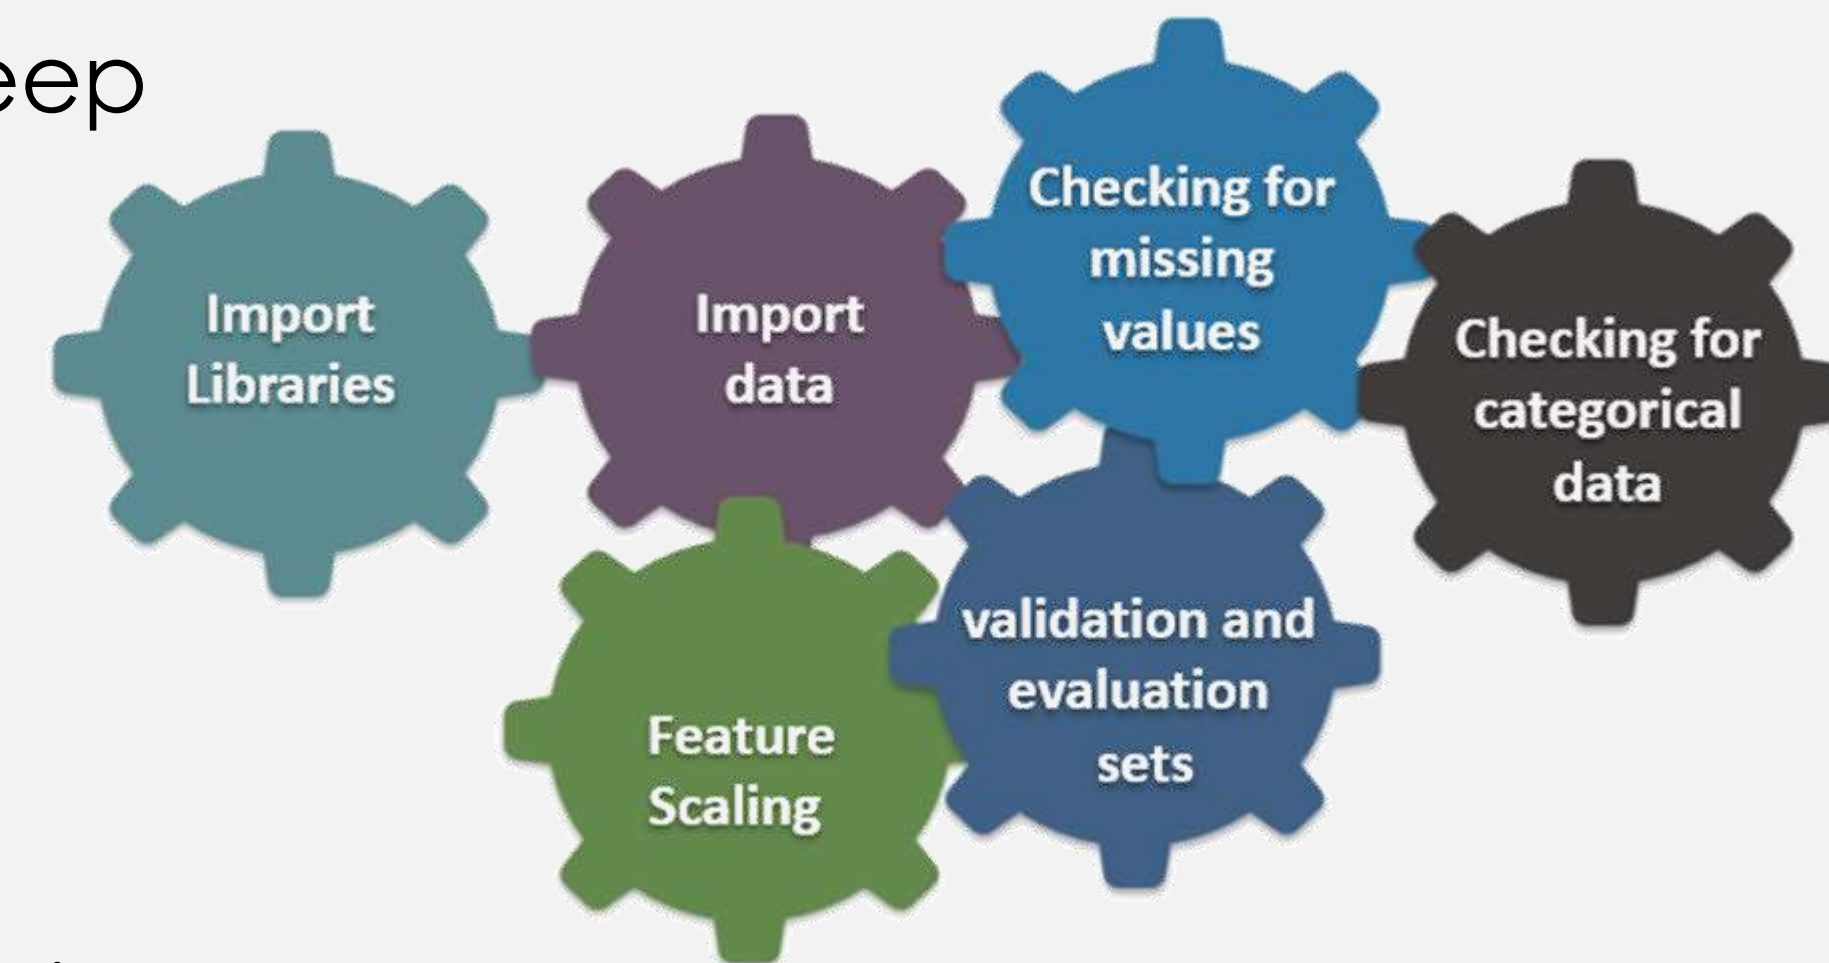 eep
Import
Libraries
Import
data
Checking for
missing
values
Checking for
categorical
data
validation and
evaluation
sets
Feature
Scaling